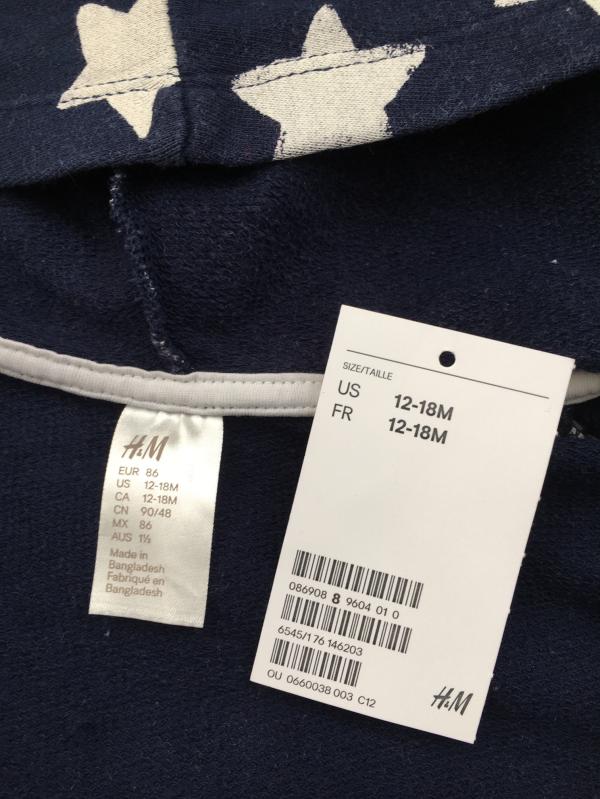 H&M
EUR 86
US 12-18M
CA 12-18M
CN 90/48
MX 86
AUS 1½
Made in
Bangladesh
Fabriqué en
Bangladesh
SIZE/TAILLE
US 12-18M
FR 12-18M
086908 8 9604 01 0
6545/1 76 146203
OU 0660038 003 C12
H&M